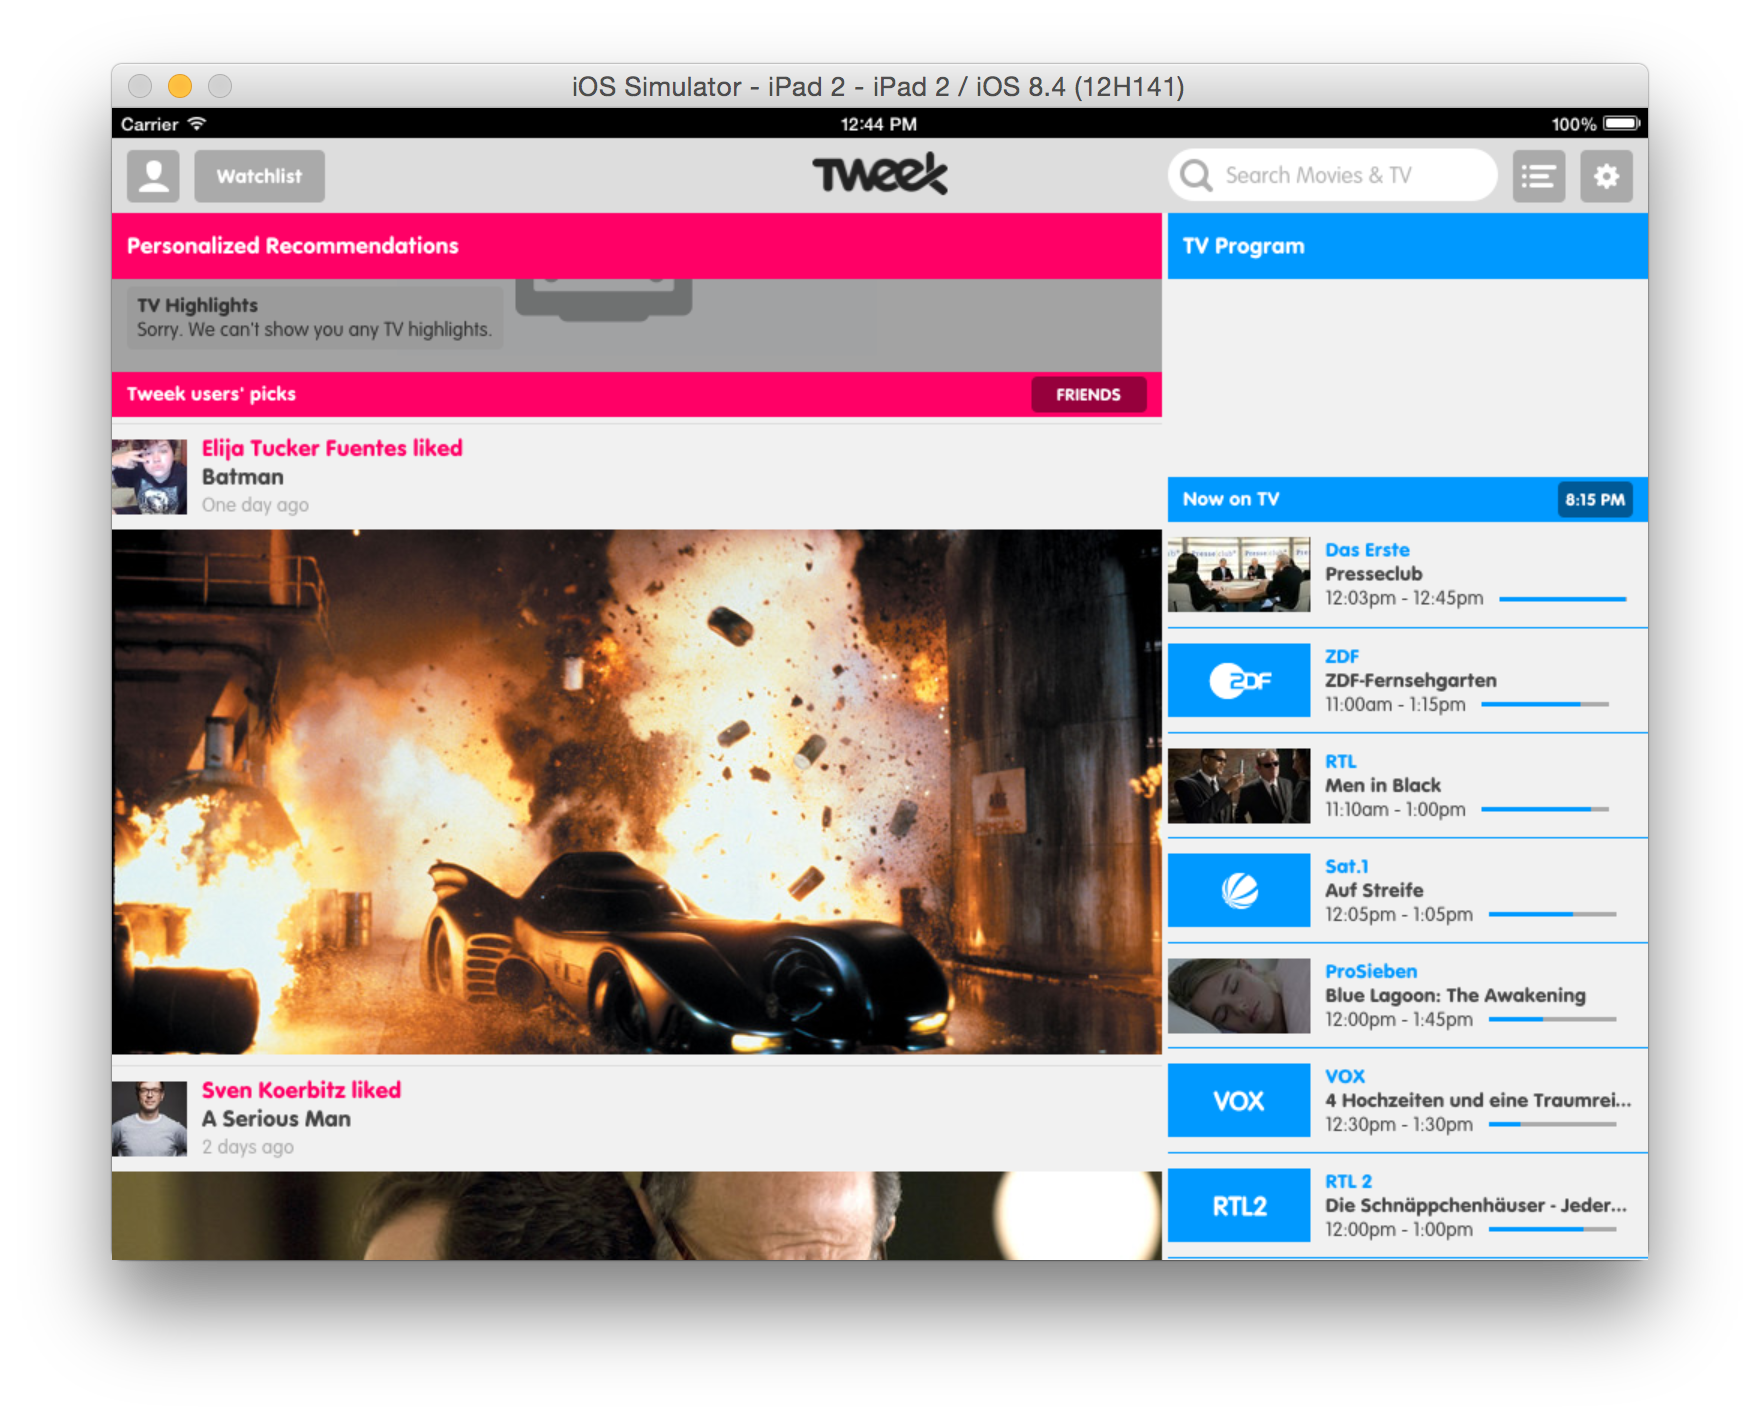 iOS Simulator - iPad 2 - iPad 2 / iOS 8.4 (12H141)
Carrier
12:44 PM
100%
Watchlist
Tweek
Search Movies & TV
Personalized Recommendations
TV Highlights
Sorry. We can't show you any TV highlights.
Tweek users' picks
FRIENDS
Elija Tucker Fuentes liked
Batman
One day ago
Sven Koerbitz liked
A Serious Man
2 days ago
TV Program
Now on TV
8:15 PM
Presse:club
Das Erste
Presseclub
12:03pm - 12:45pm
ZDF
ZDF
ZDF-Fernsehgarten
11:00am - 1:15pm
RTL
Men in Black
11:10am - 1:00pm
Sat.1
Auf Streife
12:05pm - 1:05pm
ProSieben
Blue Lagoon: The Awakening
12:00pm - 1:45pm
VOX
VOX
4 Hochzeiten und eine Traumrei...
12:30pm - 1:30pm
RTL2
RTL 2
Die Schnäppchenhäuser - Jeder...
12:00pm - 1:00pm